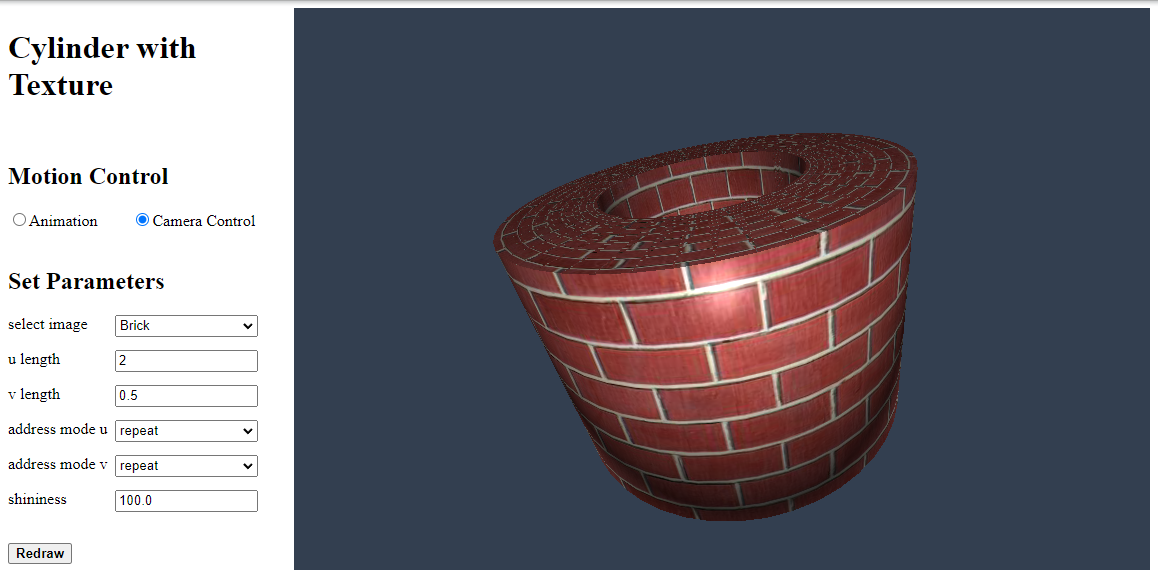 Cylinder with
Texture
Motion Control
Animation Camera Control
Set Parameters
select image Brick
u length 2
v length 0.5
address mode u repeat
address mode v repeat
shininess 100.0
Redraw